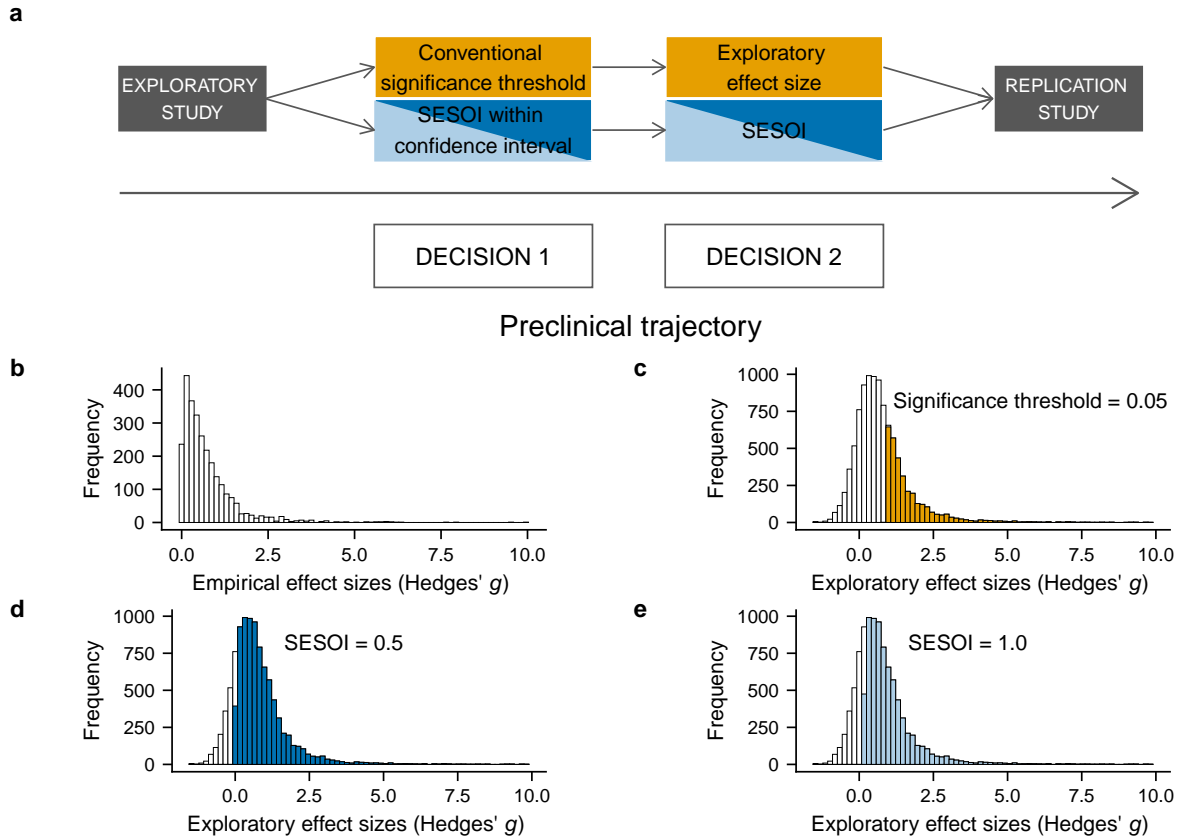 a
EXPLORATORY
STUDY
Conventional
significance threshold
SESOI within
confidence interval
Exploratory
effect size
SESOI
REPLICATION
STUDY
DECISION 1
DECISION 2
Preclinical trajectory
b
Frequency
400
300
200
100
0
0.0 2.5 5.0 7.5 10.0
Empirical effect sizes (Hedges' g)
c
Frequency
1000
750
500
250
0
Significance threshold = 0.05
0.0 2.5 5.0 7.5 10.0
Exploratory effect sizes (Hedges' g)
d
Frequency
1000
750
500
250
0
SESOI = 0.5
0.0 2.5 5.0 7.5 10.0
Exploratory effect sizes (Hedges' g)
e
Frequency
1000
750
500
250
0
SESOI = 1.0
0.0 2.5 5.0 7.5 10.0
Exploratory effect sizes (Hedges' g)